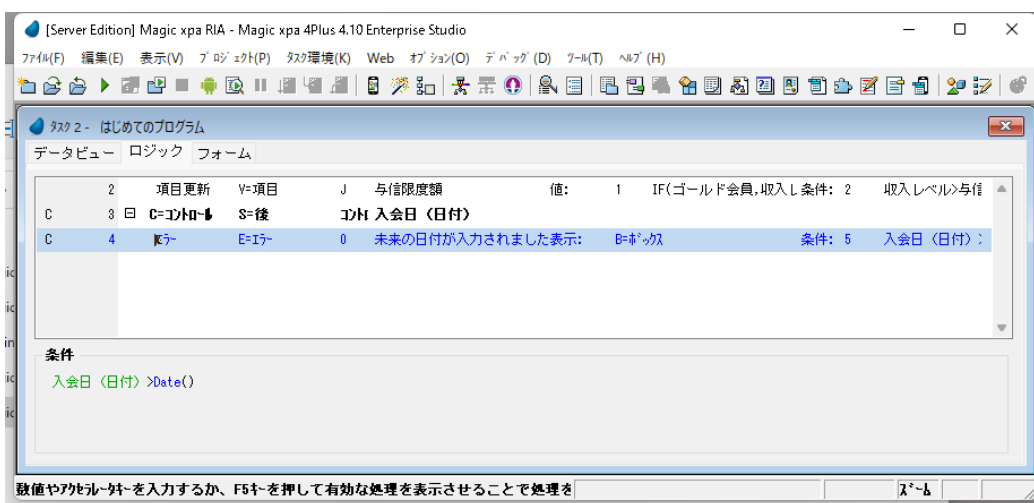 [Server Edition] Magic xpa RIA - Magic xpa 4Plus 4.10 Enterprise Studio
ファイル(F) 編集(E) 表示(V) プロジェクト(P) タスク環境(K) Web オプション(O) デバッグ(D) ツール(T) ヘルプ(H)
タスク 2 - はじめてのプログラム
データビュー ロジック フォーム
2 項目更新 V=項目 J 与信限度額 値: 1 IF(ゴールド会員,収入レ 条件: 2 収入レベル>与信
C 3 C=コントロール S=後 コントロ 入会日 (日付)
C 4 エラー E=エラー 0 未来の日付が入力されました 表示: B=ボックス 条件: 5 入会日 (日付)
条件
入会日 (日付) >Date()
数値やアクセラレータキーを入力するか、F5キーを押して有効な処理を表示させることで処理を
ズーム